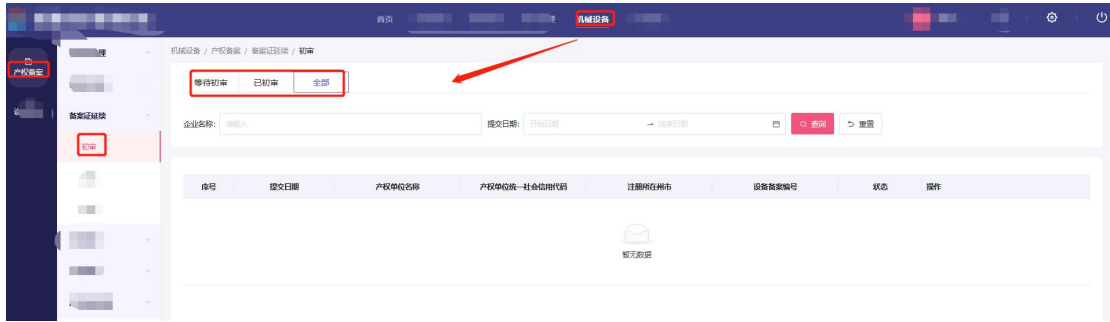 首页
机械设备
产权备案
理
机械设备 / 产权备案 / 备案证延续 / 初审
等待初审 已初审 全部
备案证延续
初审
企业名称: 请输入 提交日期: 开始日期 → 结束日期 查询 重置
序号 提交日期 产权单位名称 产权单位统一社会信用代码 注册所在州市 设备备案编号 状态 操作
暂无数据